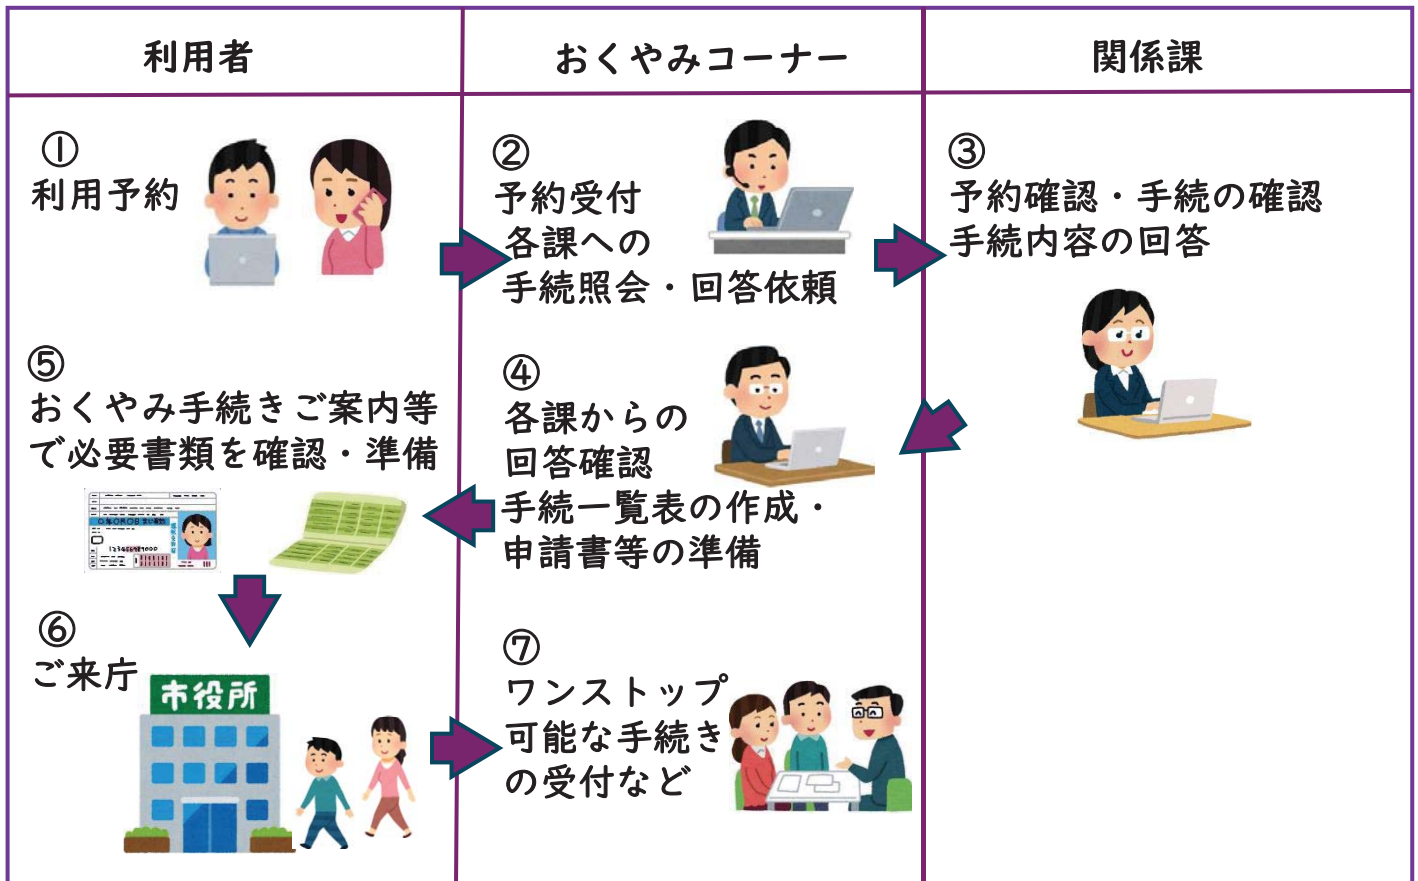 利用者
おくやみコーナー
関係課
①
利用予約
②
予約受付
各課への
手続照会・回答依頼
③
予約確認・手続の確認
手続内容の回答
④
各課からの
回答確認
手続一覧表の作成・
申請書等の準備
⑤
おくやみ手続きご案内等
で必要書類を確認・準備
12345678900
⑥
ご来庁
市役所
⑦
ワンストップ
可能な手続き
の受付など